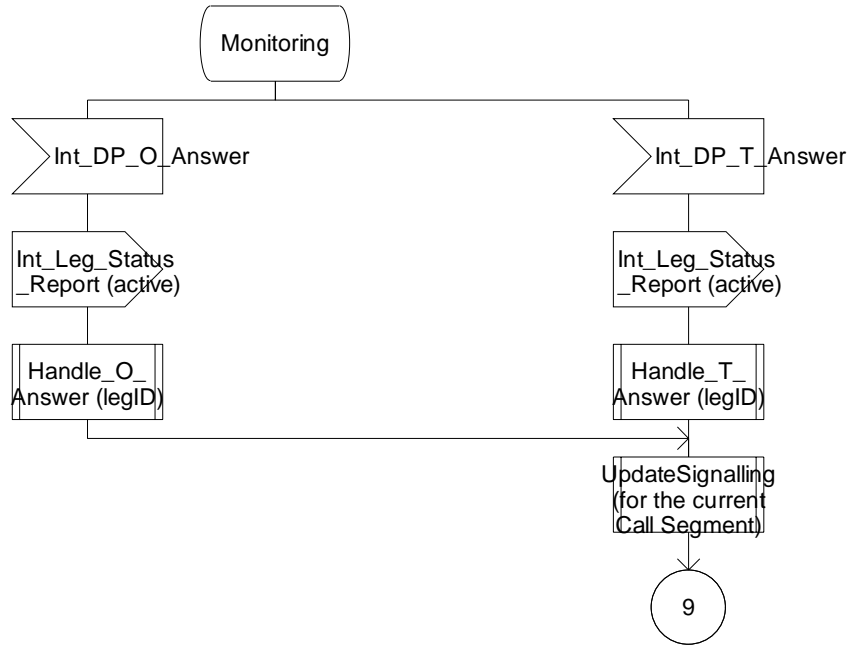 Monitoring
Int_DP_O_Answer
Int_DP_T_Answer
Int_Leg_Status
_Report (active)
Int_Leg_Status
_Report (active)
Handle_O_
Answer (legID)
Handle_T_
Answer (legID)
UpdateSignalling
(for the current
Call Segment)
9